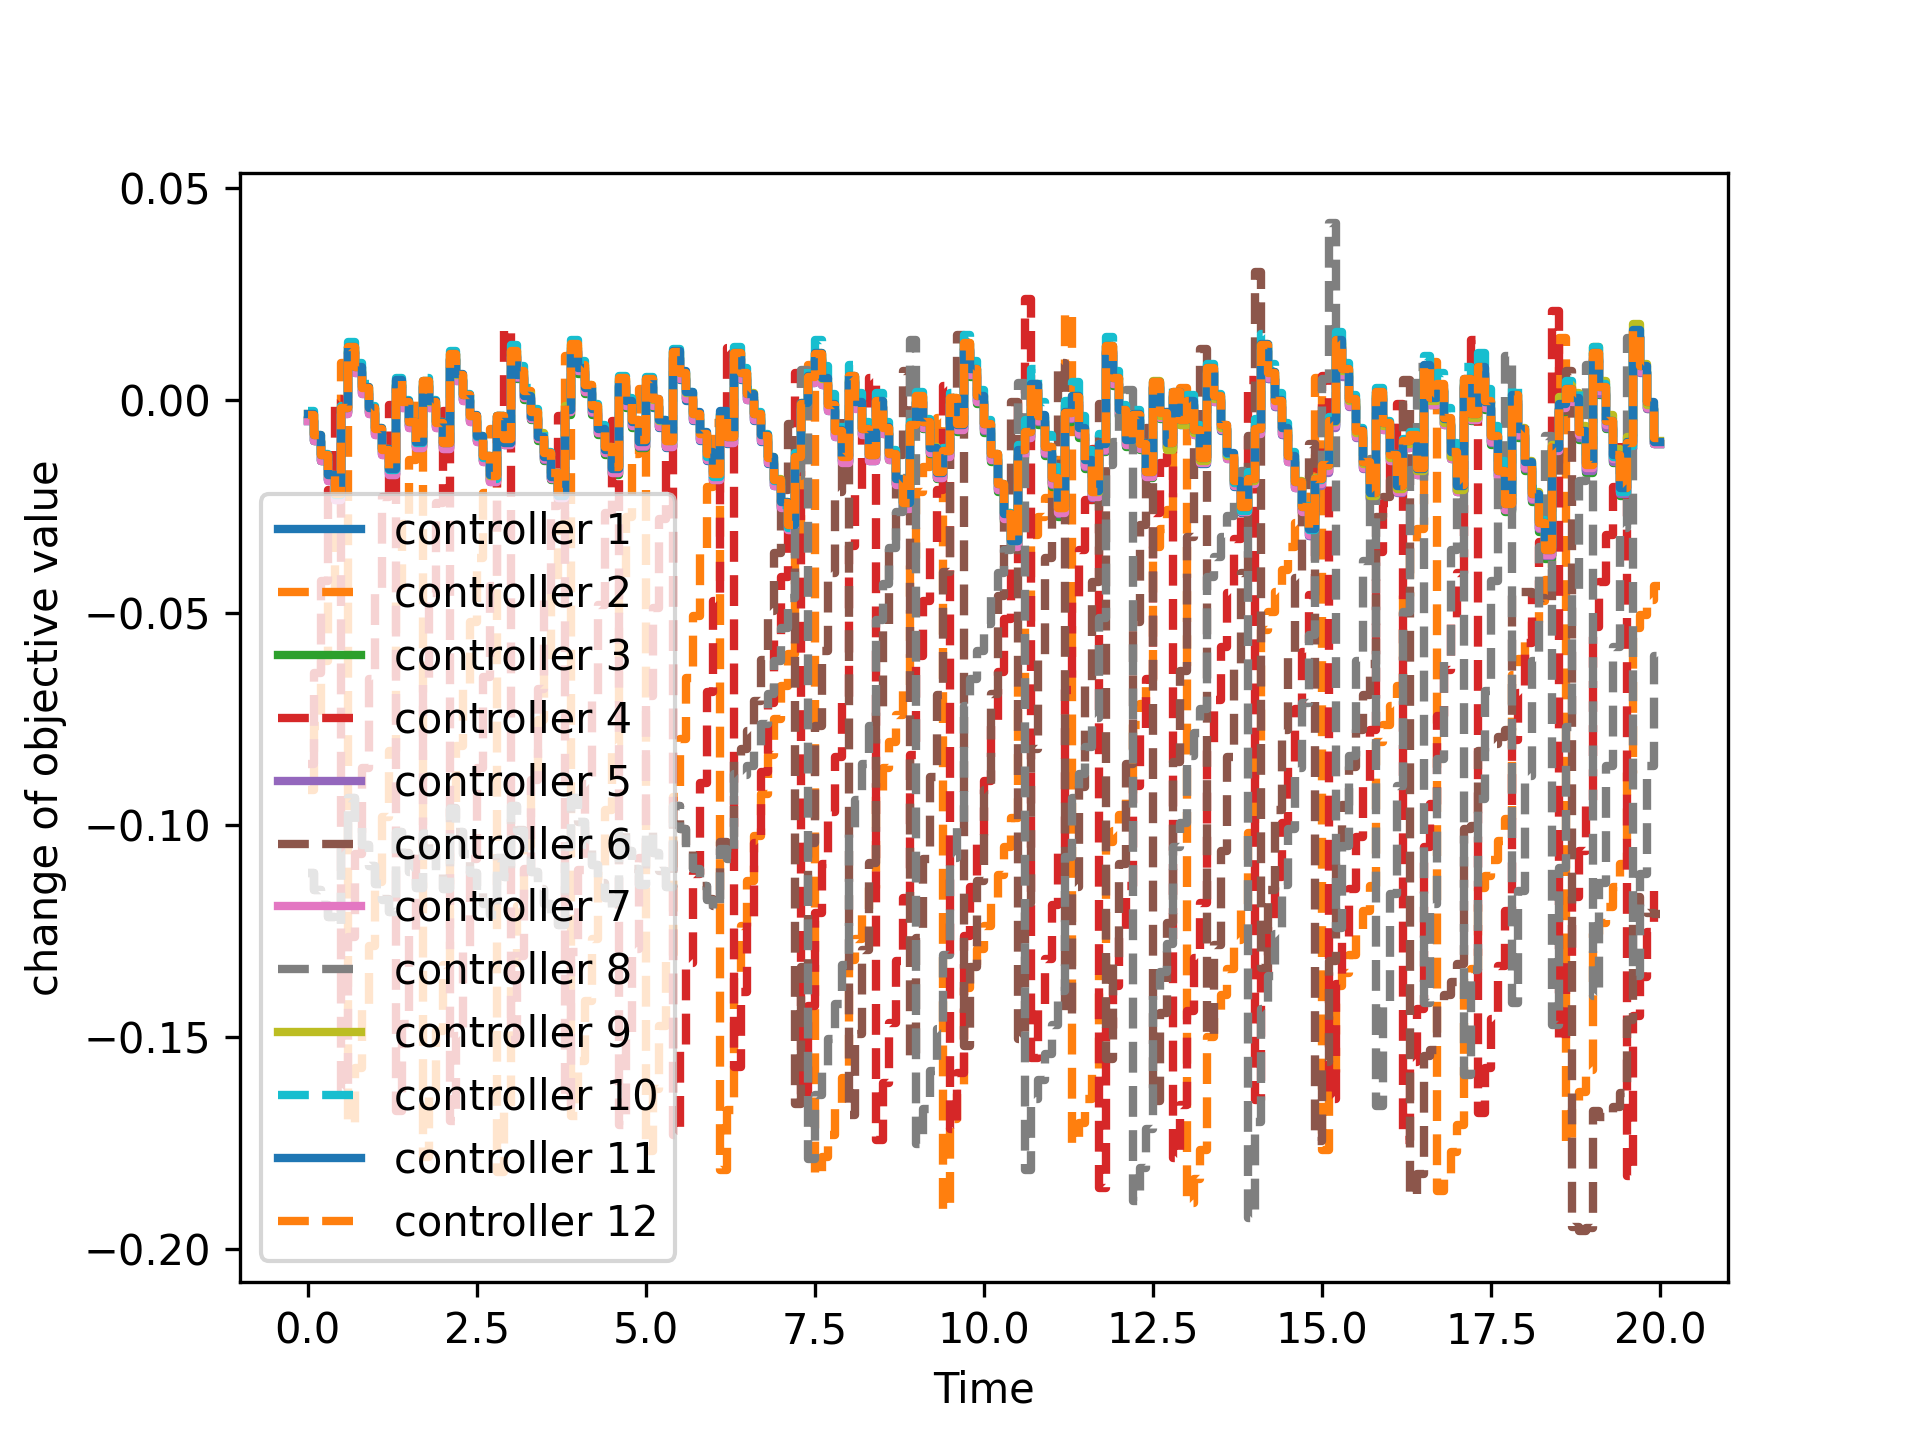 change of objective value
0.05
0.00
−0.05
−0.10
−0.15
−0.20
controller 1
controller 2
controller 3
controller 4
controller 5
controller 6
controller 7
controller 8
controller 9
controller 10
controller 11
controller 12
0.0 2.5 5.0 7.5 10.0 12.5 15.0 17.5 20.0
Time